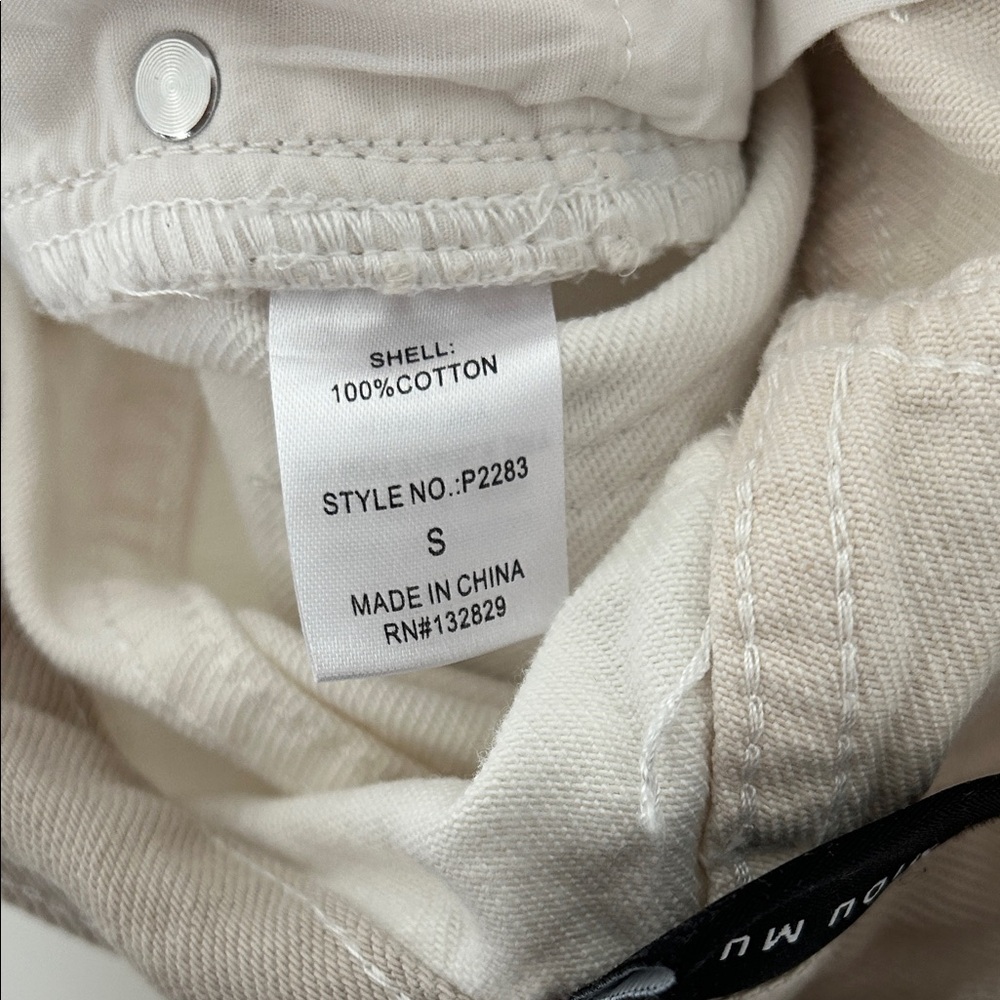 SHELL:
100%COTTON
STYLE NO.:P2283
S
MADE IN CHINA
RN#132829